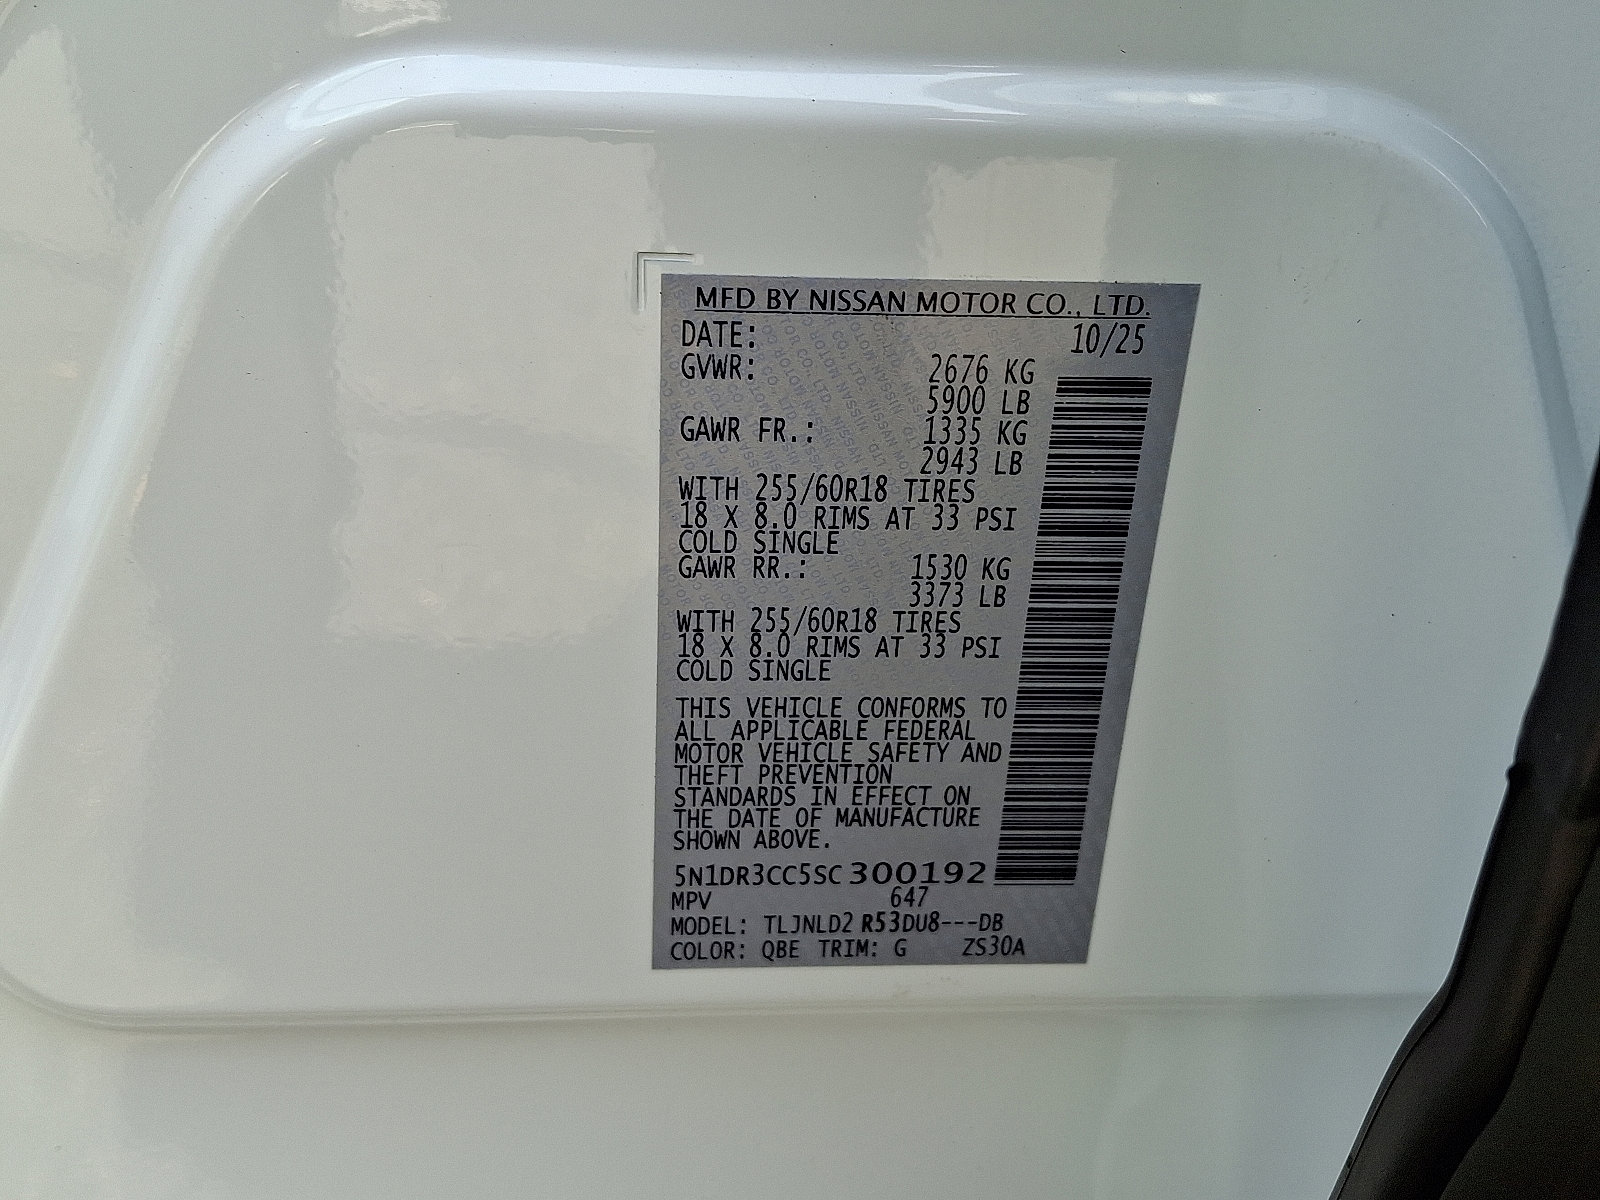 MFD BY NISSAN MOTOR CO., LTD.
DATE: 10/25
GVWR: 2676 KG
5900 LB
GAWR FR.: 1335 KG
2943 LB
WITH 255/60R18 TIRES
18 X 8.0 RIMS AT 33 PSI
COLD SINGLE
GAWR RR.: 1530 KG
3373 LB
WITH 255/60R18 TIRES
18 X 8.0 RIMS AT 33 PSI
COLD SINGLE
THIS VEHICLE CONFORMS TO
ALL APPLICABLE FEDERAL
MOTOR VEHICLE SAFETY AND
THEFT PREVENTION
STANDARDS IN EFFECT ON
THE DATE OF MANUFACTURE
SHOWN ABOVE.
5N1DR3CC5SC300192
MPV 647
MODEL: TLJNLD2 R53DU8---DB
COLOR: QBE TRIM: G ZS30A